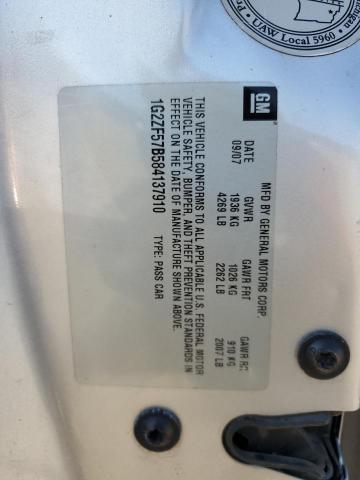 higan
UAW Local 5960
GM
MFD BY GENERAL MOTORS CORP.
DATE GVWR GAWR FRT GAWR RR
09/07 1936 KG 1026 KG 910 KG
4269 LB 2262 LB 2007 LB
THIS VEHICLE CONFORMS TO ALL APPLICABLE U.S. FEDERAL MOTOR
VEHICLE SAFETY, BUMPER, AND THEFT PREVENTION STANDARDS IN
EFFECT ON THE DATE OF MANUFACTURE SHOWN ABOVE.
1G2ZF57B584137910 TYPE: PASS CAR